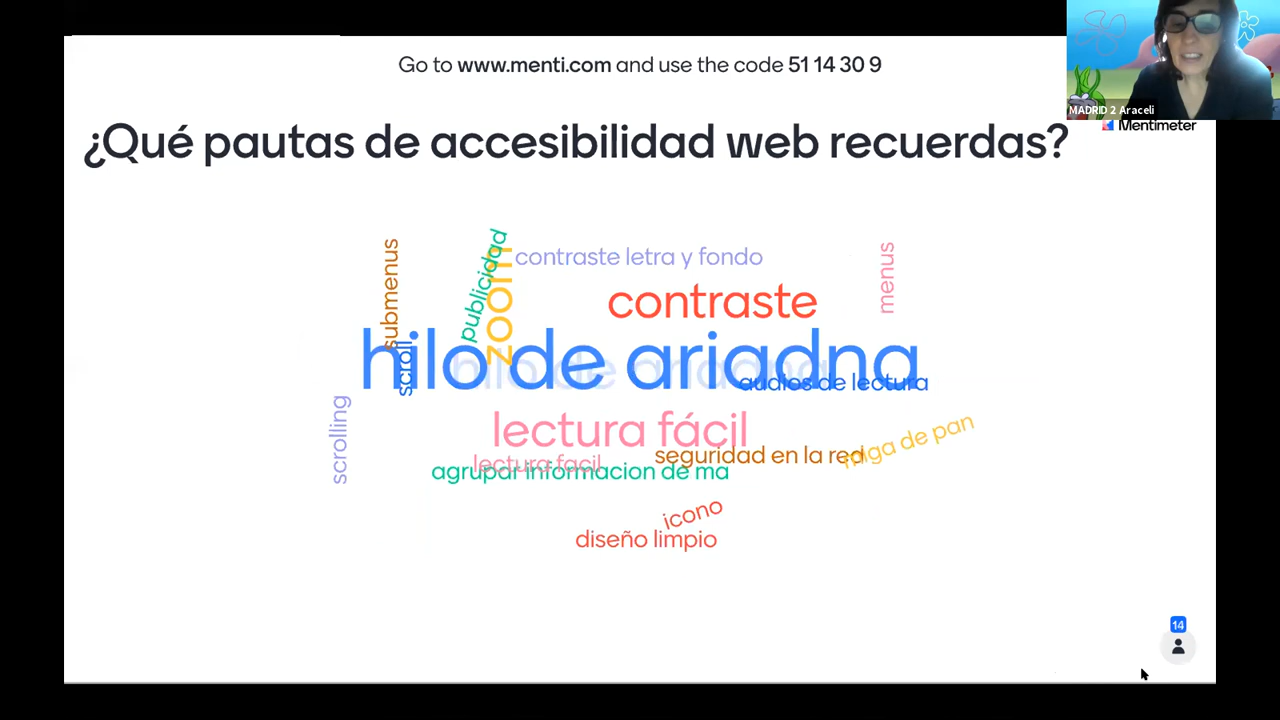 Go to www.menti.com and use the code 51 14 30 9
MADRID 2 Araceli
Mentimeter
¿Qué pautas de accesibilidad web recuerdas?
submenus
publicidad
zoom
contraste letra y fondo
menus
contraste
hilo de ariadna
hilo de ariadna
scroll
audios de lectura
scrolling
lectura fácil
miga de pan
seguridad en la red
lectura facil
agrupar informacion de ma
icono
diseño limpio
14